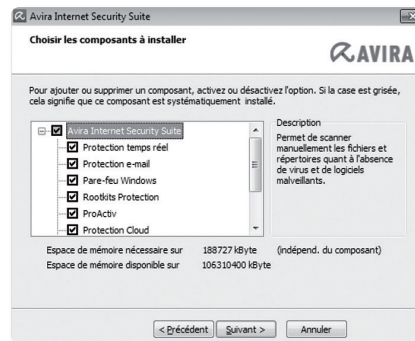 Avira Internet Security Suite
Choisir les composants à installer
AVIRA
Pour ajouter ou supprimer un composant, activez ou désactivez l'option. Si la case est grisée,
cela signifie que ce composant est systématiquement installé.
Avira Internet Security Suite
Protection temps réel
Protection e-mail
Pare-feu Windows
Rootkits Protection
ProActiv
Protection Cloud
Description
Permet de scanner
manuellement les fichiers et
répertoires quant à l'absence
de virus et de logiciels
malveillants.
Espace de mémoire nécessaire sur 188727 kByte (indépend. du composant)
Espace de mémoire disponible sur 106310400 kByte
< Précédent Suivant > Annuler